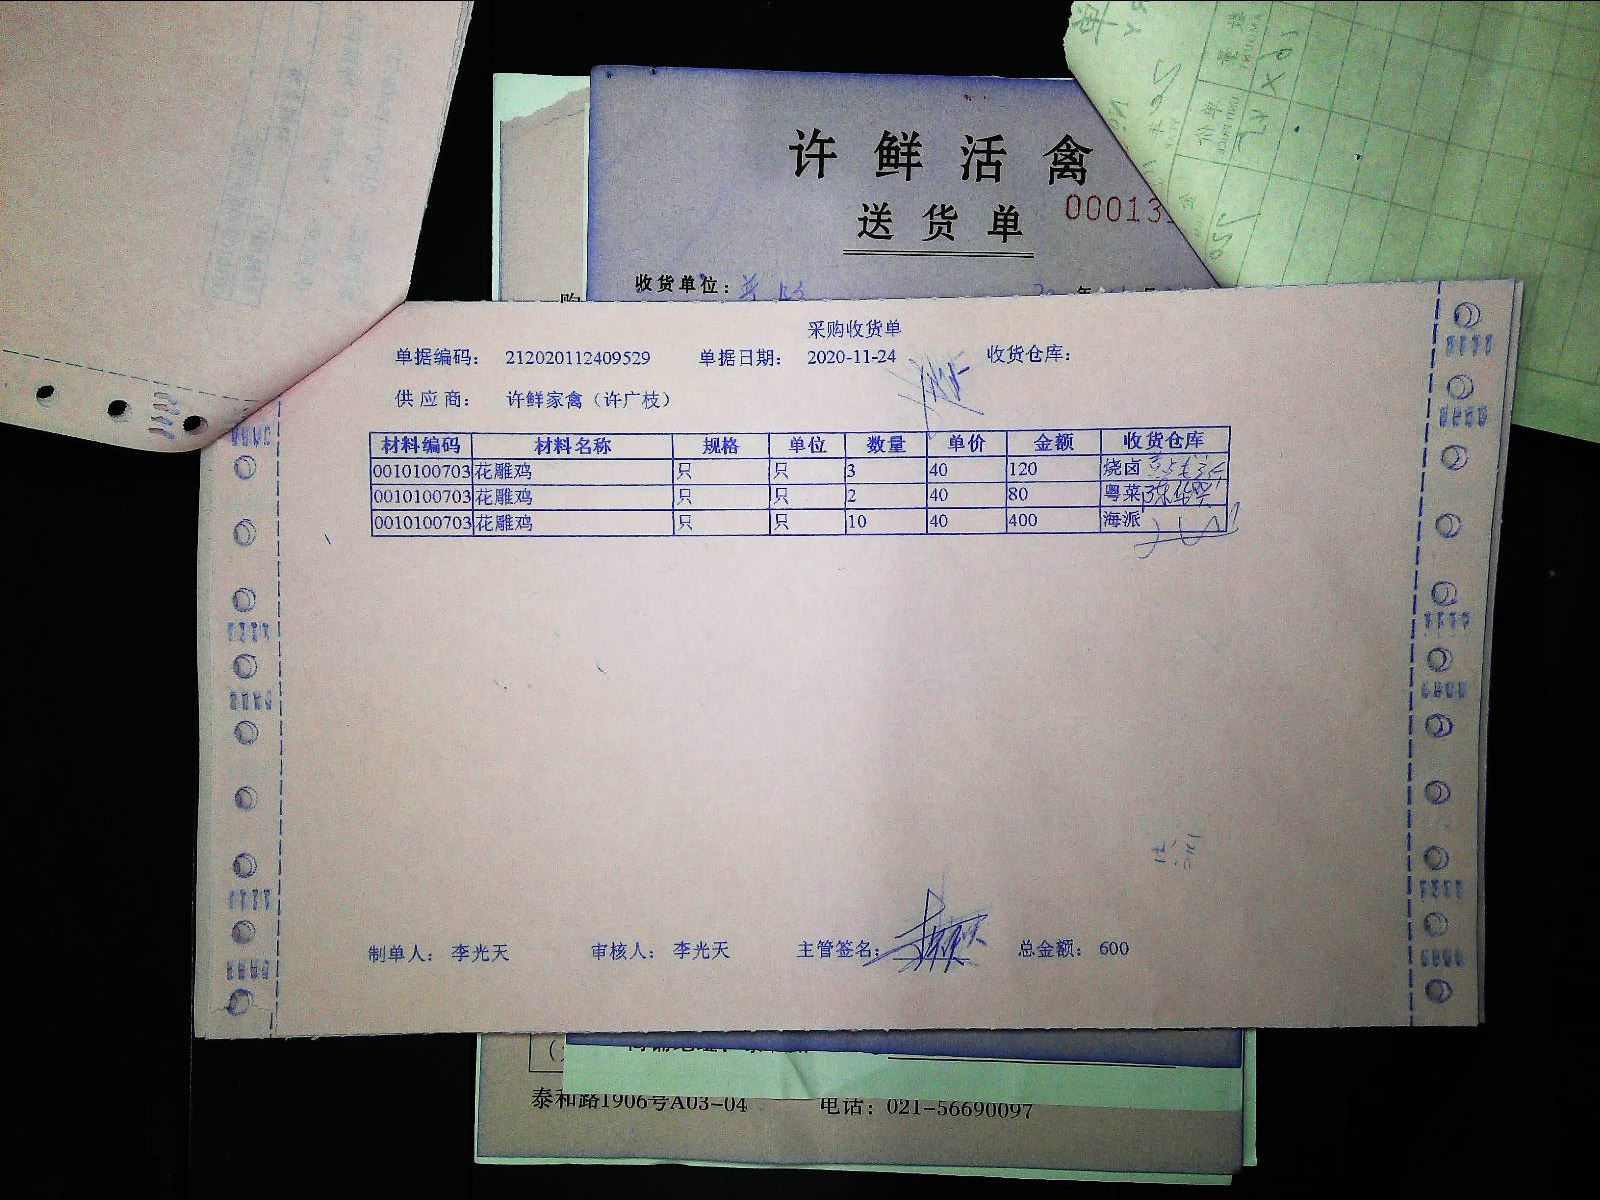 许鲜活禽
送货单
00013
收货单位：
年
购
采购收货单
单据编码： 212020112409529 单据日期： 2020-11-24 收货仓库：
供应商： 许鲜家禽（许广枝）
材料编码 材料名称 规格 单位 数量 单价 金额 收货仓库
0010100703 花雕鸡 只 只 3 40 120 烧卤
0010100703 花雕鸡 只 只 2 40 80 粤菜
0010100703 花雕鸡 只 只 10 40 400 海派
制单人： 李光天 审核人： 李光天 主管签名： 总金额： 600
泰和路1906号A03-04 电话：021-56690097